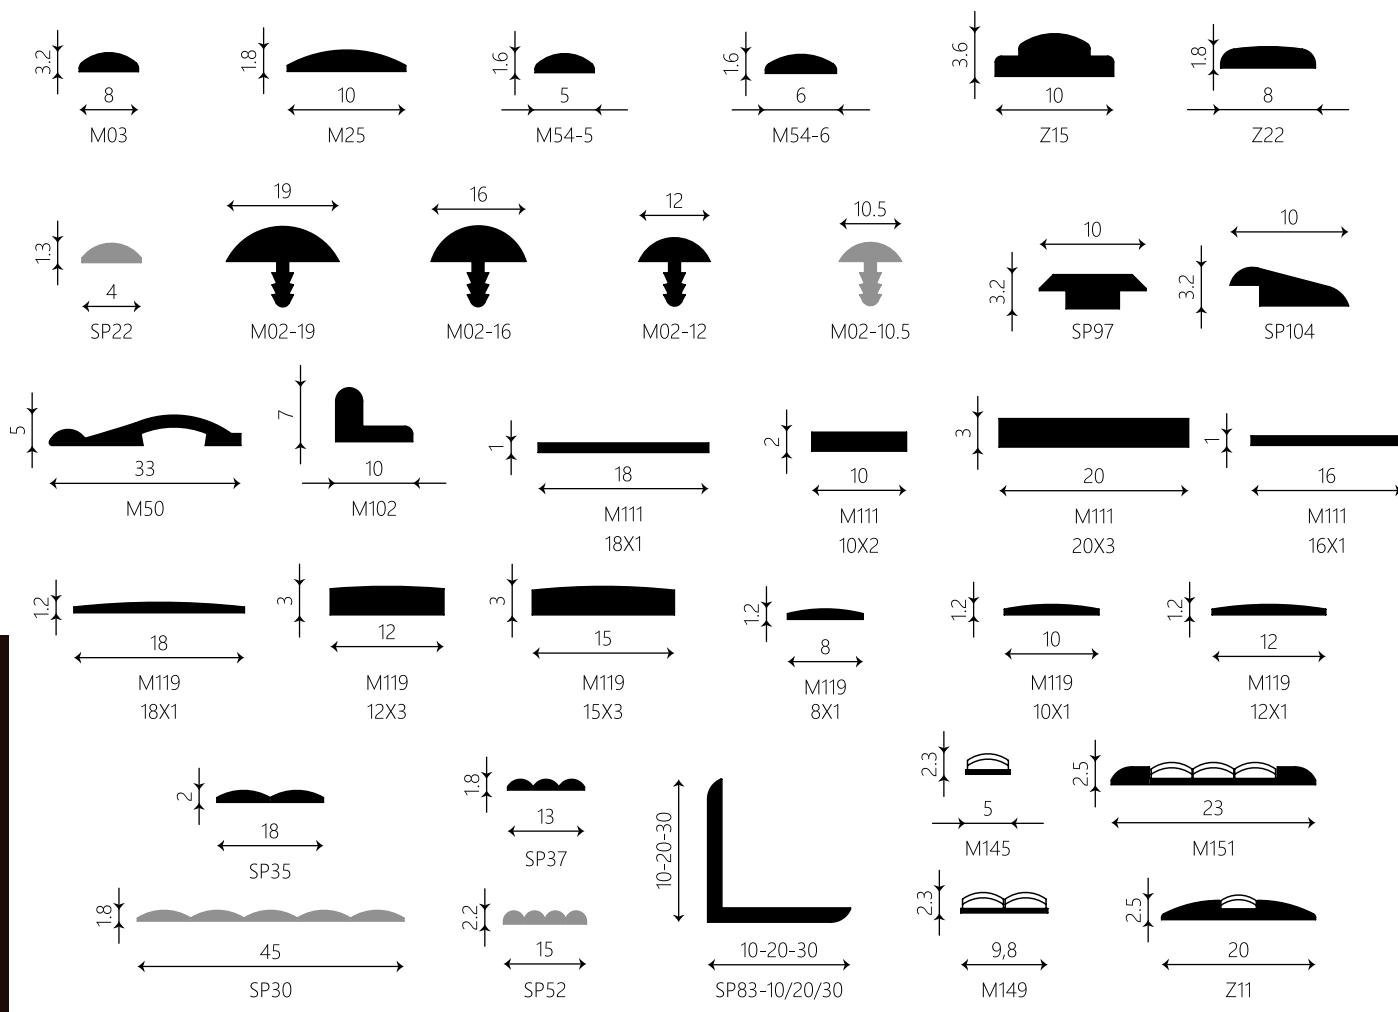 3.2
8
M03
1.8
10
M25
1.6
5
M54-5
1.6
6
M54-6
3.6
10
Z15
1.8
8
Z22
1.3
4
SP22
19
M02-19
16
M02-16
12
M02-12
10.5
M02-10.5
3.2
10
SP97
3.2
10
SP104
5
33
M50
7
10
M102
1
18
M111
18X1
2
10
M111
10X2
3
20
M111
20X3
1
16
M111
16X1
1.2
18
M119
18X1
3
12
M119
12X3
3
15
M119
15X3
1.2
8
M119
8X1
1.2
10
M119
10X1
1.2
12
M119
12X1
2
18
SP35
1.8
13
SP37
10-20-30
10-20-30
SP83-10/20/30
2.3
5
M145
2.5
23
M151
1.8
45
SP30
2.2
15
SP52
2.3
9,8
M149
2.5
20
Z11